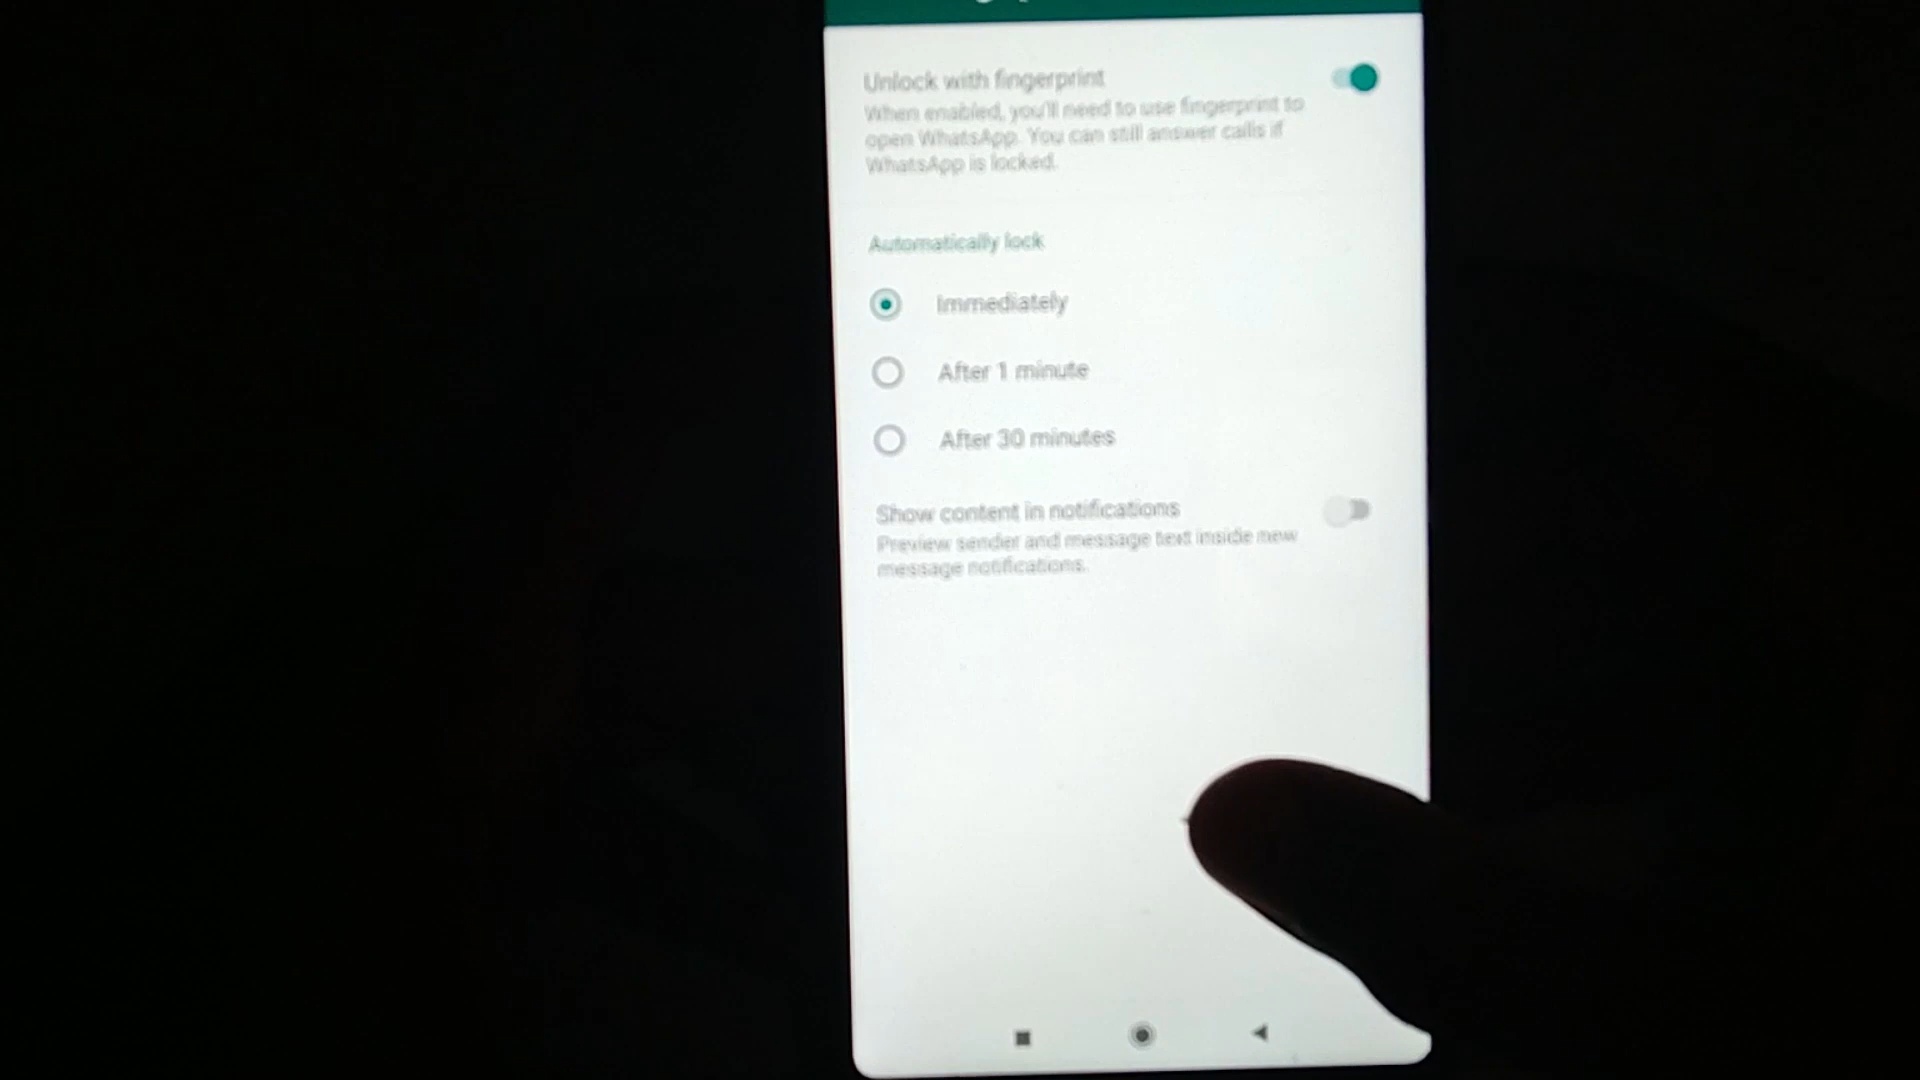 Unlock with fingerprint
When enabled, you'll need to use fingerprint to
open WhatsApp. You can still answer calls if
WhatsApp is locked.
Automatically lock
Immediately
After 1 minute
After 30 minutes
Show content in notifications
Preview sender and message text inside new
message notifications.